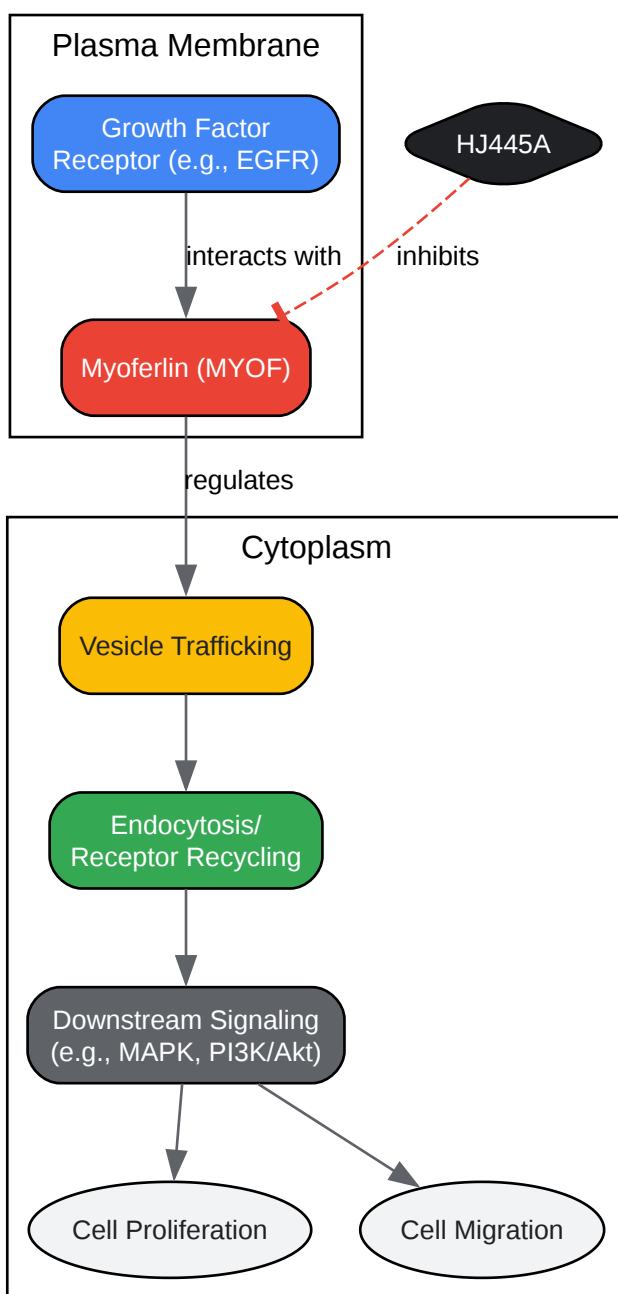 Plasma Membrane
Growth Factor
Receptor (e.g., EGFR)
HJ445A
interacts with
inhibits
Myoferlin (MYOF)
regulates
Cytoplasm
Vesicle Trafficking
Endocytosis/
Receptor Recycling
Downstream Signaling
(e.g., MAPK, PI3K/Akt)
Cell Proliferation
Cell Migration